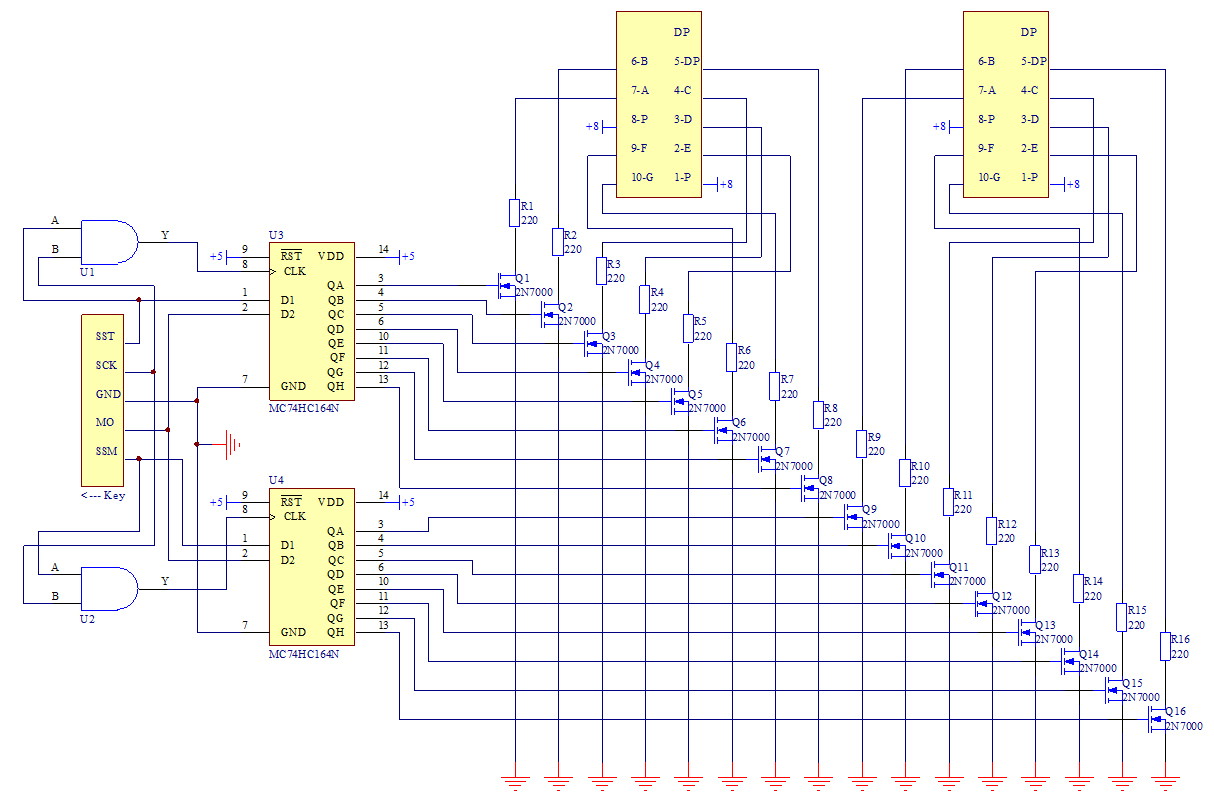 DP
6-B 5-DP
7-A 4-C
+8 8-P 3-D
9-F 2-E
10-G 1-P +8
DP
6-B 5-DP
7-A 4-C
+8 8-P 3-D
9-F 2-E
10-G 1-P +8
A
B
Y
U1
U3
+5 9 RST VDD 14 +5
8 CLK
QA 3
1 D1 QB 4
2 D2 QC 5
QD 6
QE 10
QF 11
QG 12
7 GND QH 13
MC74HC164N
SST
SCK
GND
MO
SSM
<--- Key
U4
+5 9 RST VDD 14 +5
8 CLK
QA 3
1 D1 QB 4
2 D2 QC 5
QD 6
QE 10
QF 11
QG 12
7 GND QH 13
MC74HC164N
A
B
Y
U2
R1
220
R2
220
R3
220
R4
220
R5
220
R6
220
R7
220
R8
220
R9
220
R10
220
R11
220
R12
220
R13
220
R14
220
R15
220
R16
220
Q1
2N7000
Q2
2N7000
Q3
2N7000
Q4
2N7000
Q5
2N7000
Q6
2N7000
Q7
2N7000
Q8
2N7000
Q9
2N7000
Q10
2N7000
Q11
2N7000
Q12
2N7000
Q13
2N7000
Q14
2N7000
Q15
2N7000
Q16
2N7000